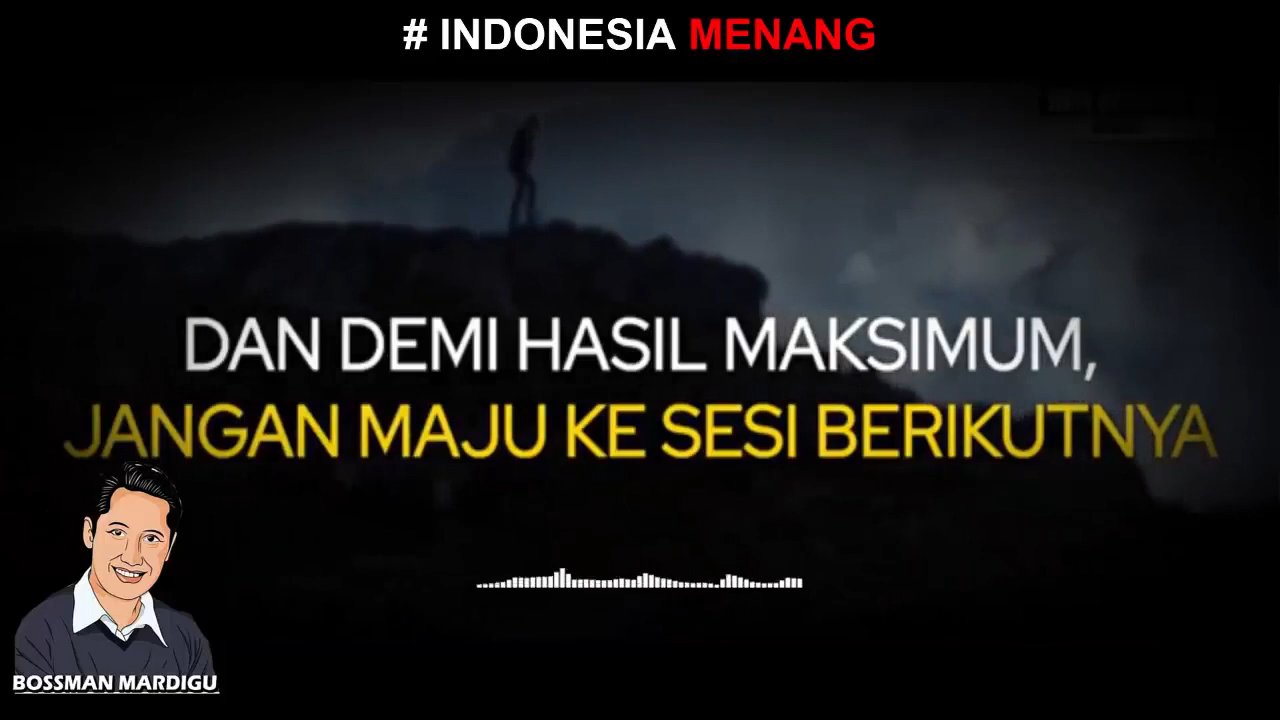 # INDONESIA MENANG
DAN DEMI HASIL MAKSIMUM,
JANGAN MAJU KE SESI BERIKUTNYA
BOSSMAN MARDIGU